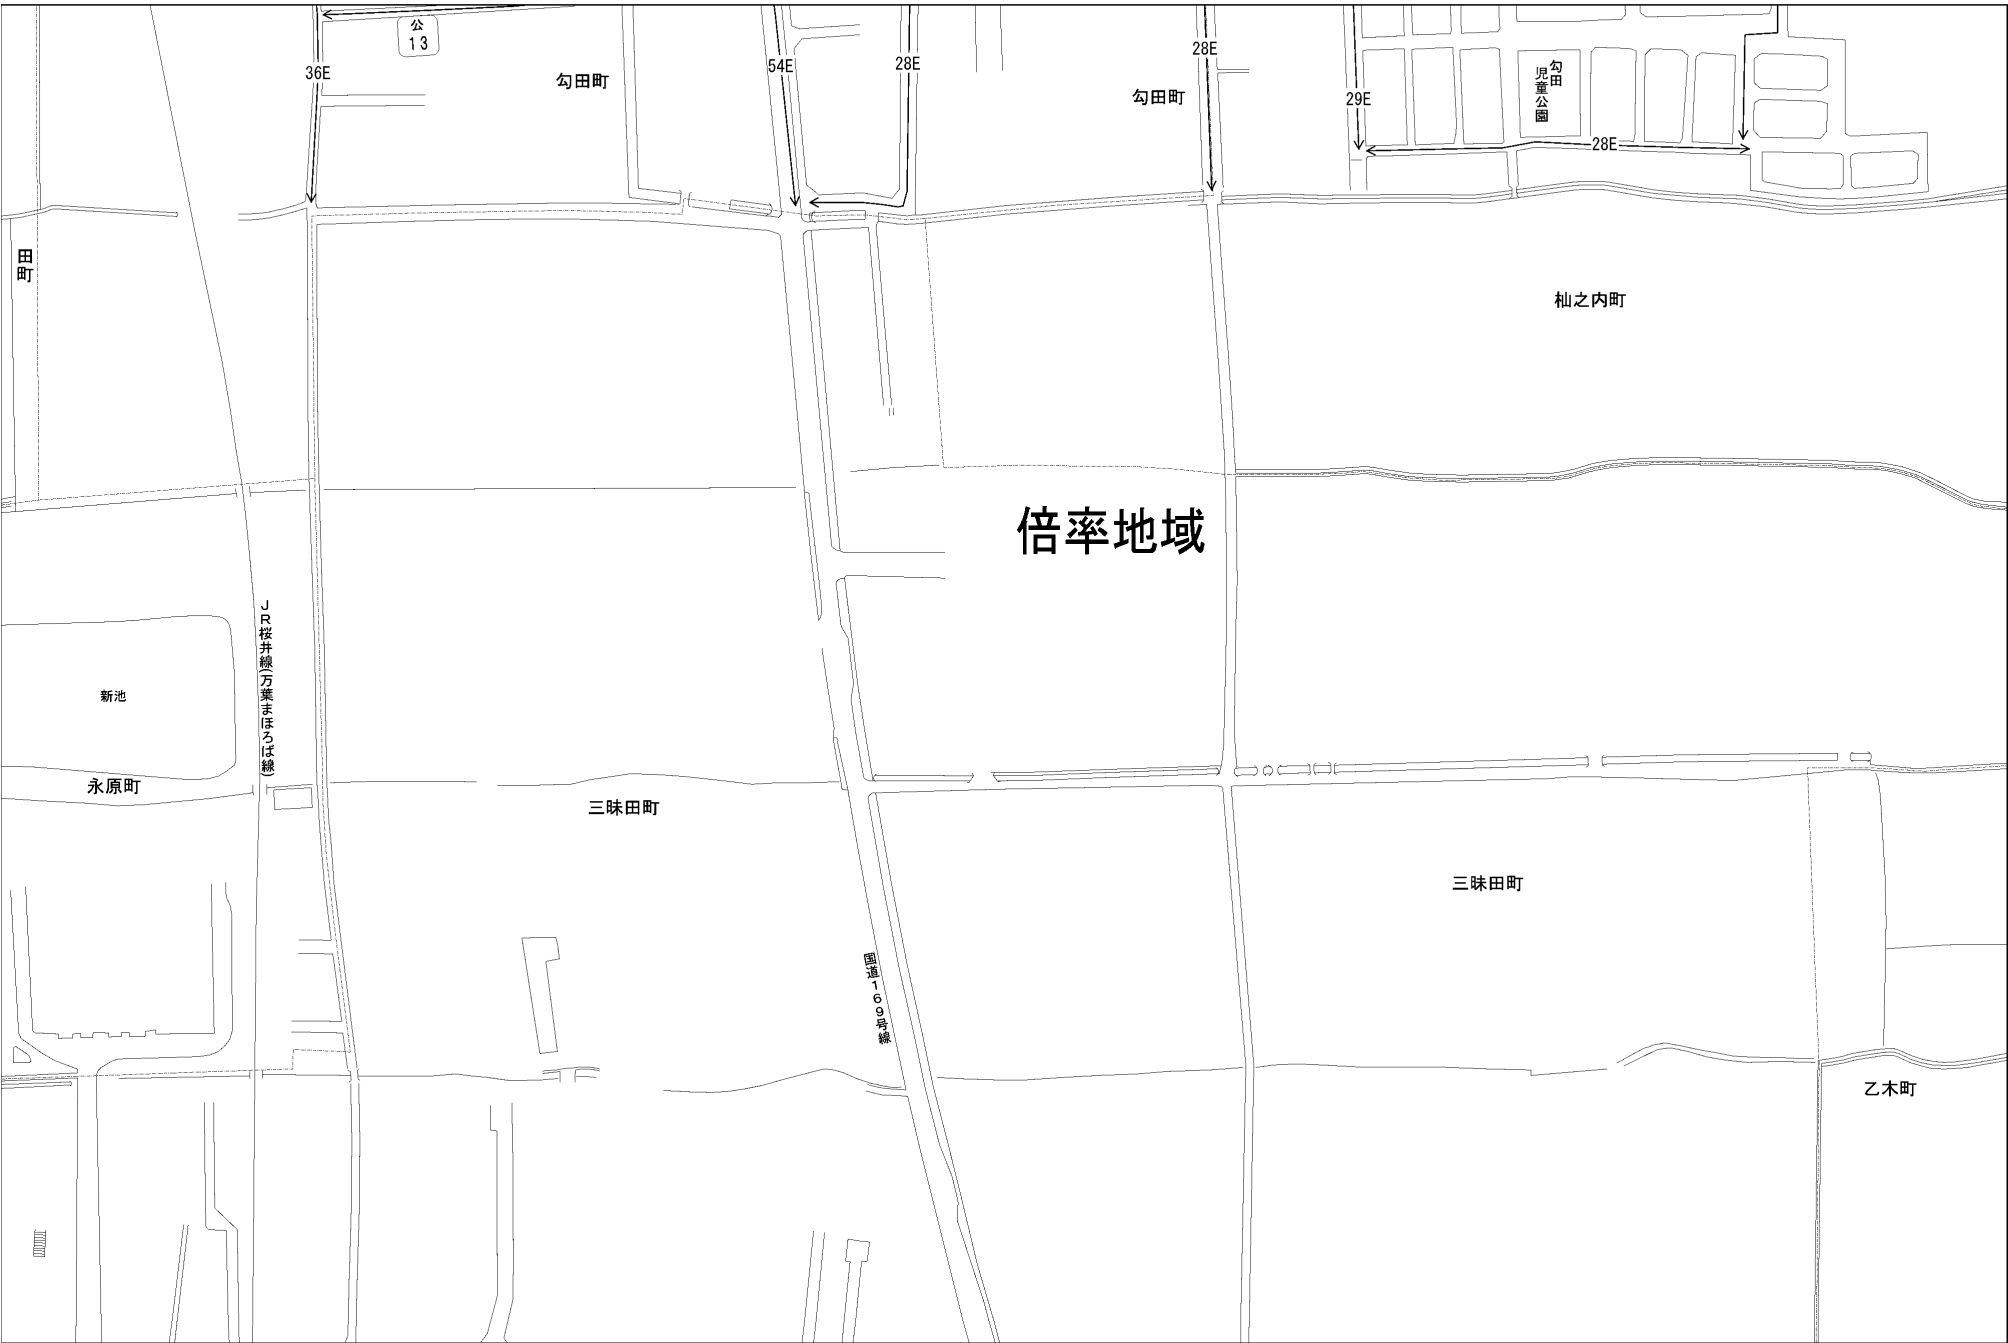 公
13
36E
勾田町
54E
28E
28E
勾田町
29E
勾田
児童公園
28E
田町
杣之内町
倍率地域
JR桜井線(万葉まほろば線)
新池
永原町
三昧田町
三昧田町
国道169号線
乙木町